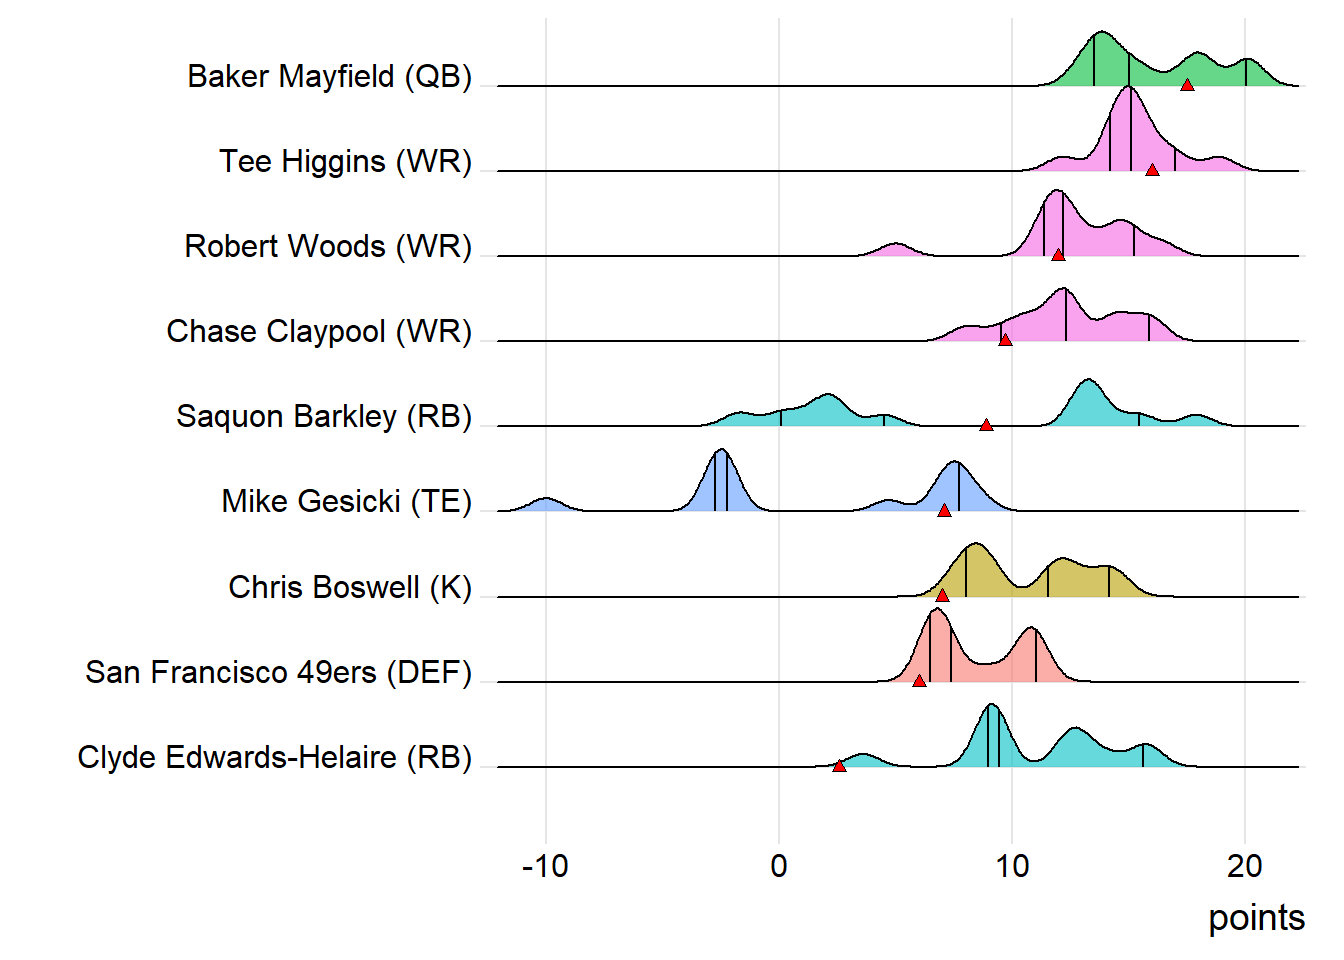 Baker Mayfield (QB)
Tee Higgins (WR)
Robert Woods (WR)
Chase Claypool (WR)
Saquon Barkley (RB)
Mike Gesicki (TE)
Chris Boswell (K)
San Francisco 49ers (DEF)
Clyde Edwards-Helaire (RB)
-10 0 10 20
points